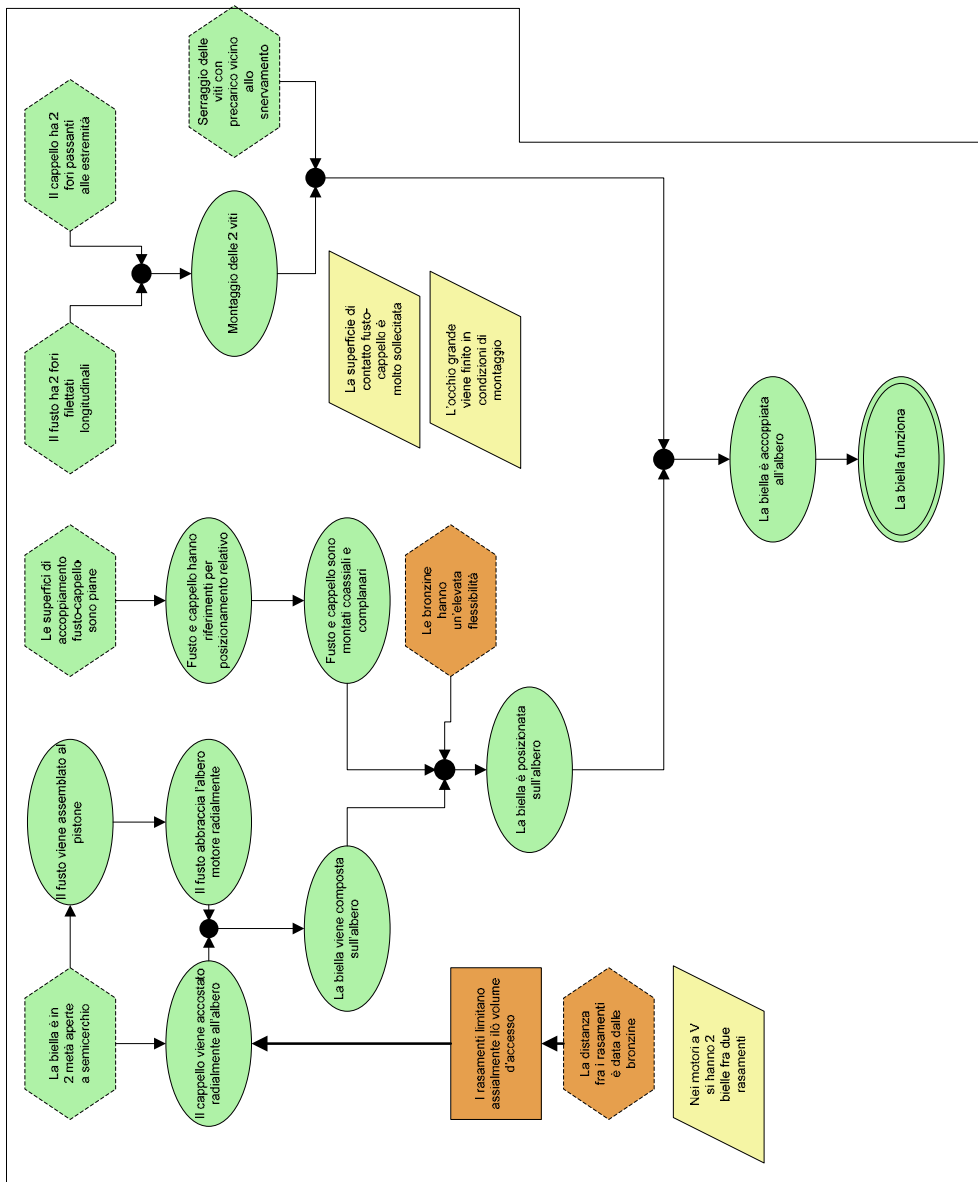 La biella è in
2 metà aperte
a semicerchio
Il fusto viene assemblato al
pistone
Le superfici di
accoppiamento
fusto-cappello
sono piane
Il fusto ha 2 fori
filettati
longitudinali
Il cappello ha 2
fori passanti
alle estremità
Il cappello viene accostato
radialmente all'albero
Il fusto abbraccia l'albero
motore radialmente
Fusto e cappello hanno
riferimenti per
posizionamento relativo
Montaggio delle 2 viti
Serraggio delle
viti con
precarico vicino
allo
snervamento
La biella viene composta
sull'albero
Fusto e cappello sono
montati coassiali e
complanari
La superficie di
contatto fusto-
cappello è
molto sollecitata
I rasamenti limitano
assialmente ilò volume
d'accesso
Le bronzine
hanno
un'elevata
flessibilità
L'occhio grande
viene finito in
condizioni di
montaggio
La biella è posizionata
sull'albero
La distanza
fra i rasamenti
è data dalle
bronzine
Nei motori a V
si hanno 2
bielle fra due
rasamenti
La biella è accoppiata
all'albero
La biella funziona